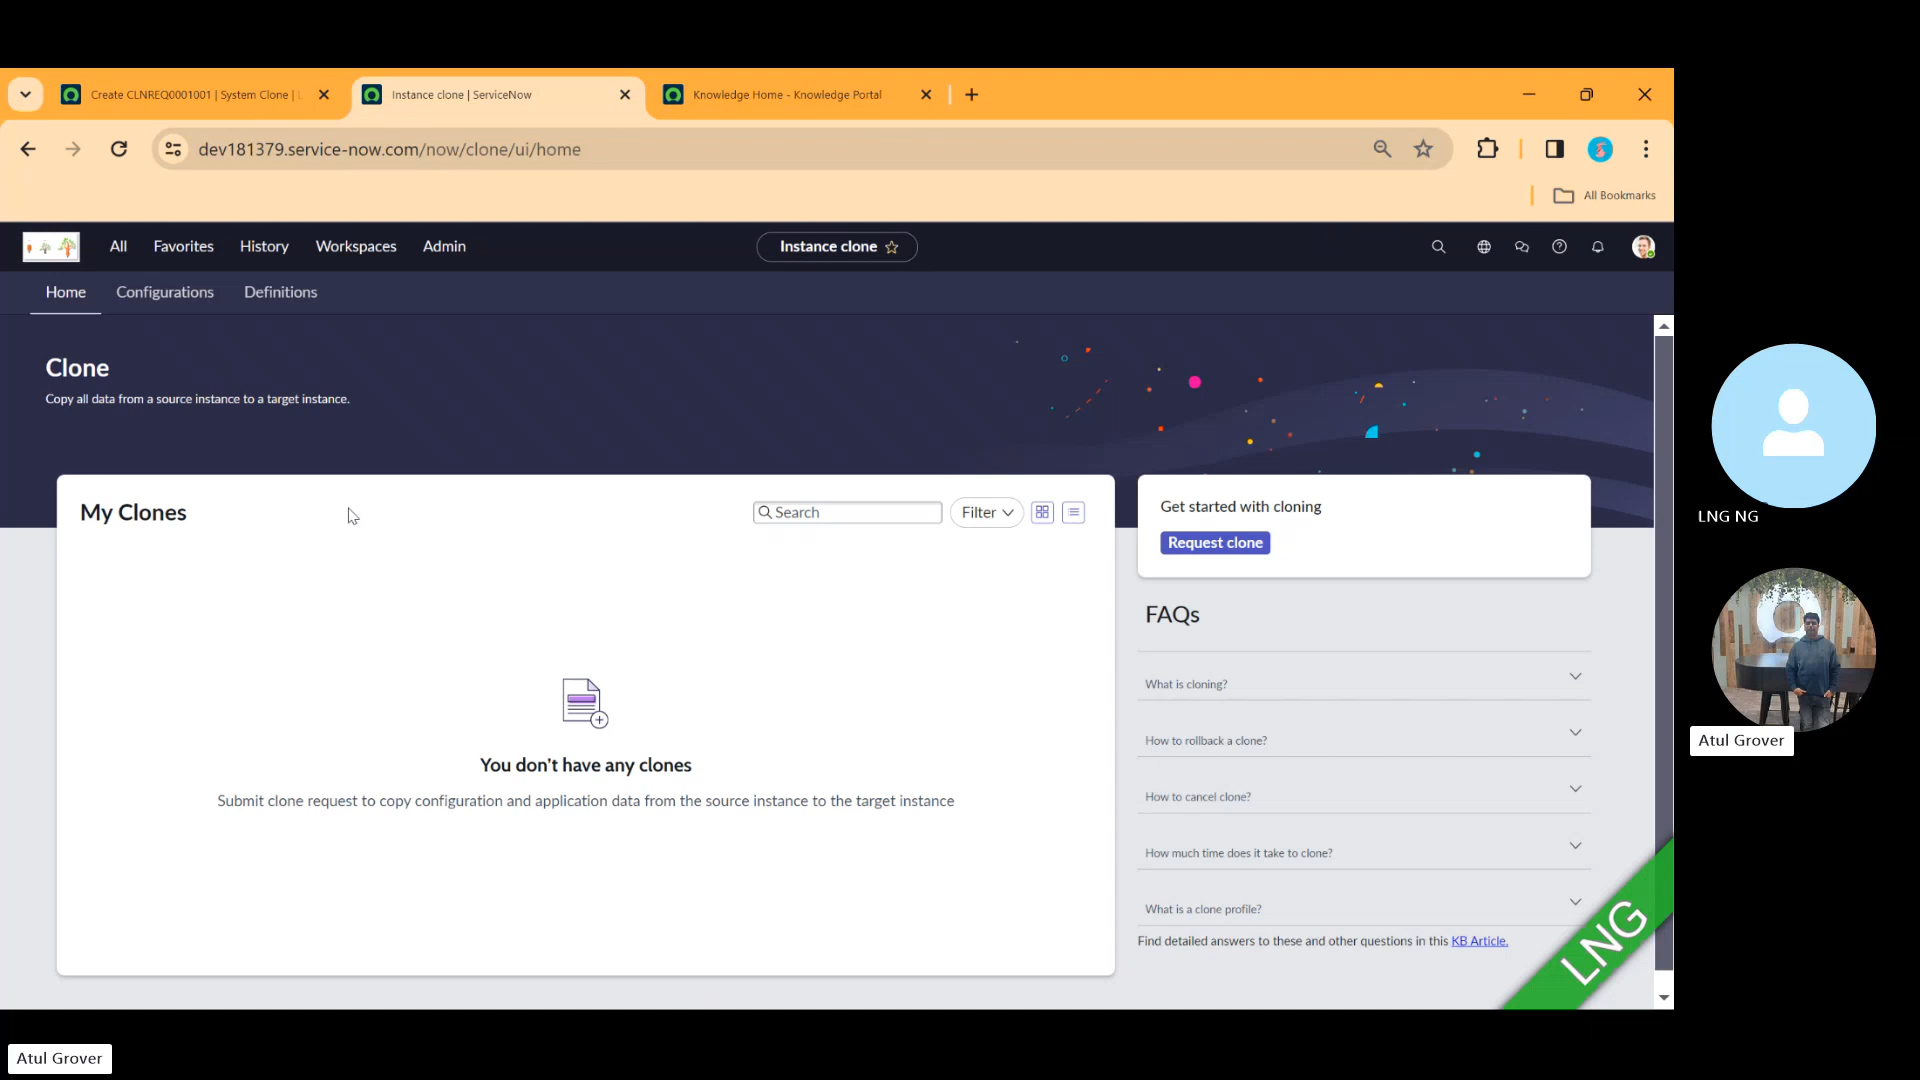 Create CLNREQ0001001 | System Clone |
Instance clone | ServiceNow
Knowledge Home - Knowledge Portal
dev181379.service-now.com/now/clone/ui/home
All Bookmarks
All Favorites History Workspaces Admin
Instance clone
Home Configurations Definitions
Clone
Copy all data from a source instance to a target instance.
My Clones
Search
Filter
You don't have any clones
Submit clone request to copy configuration and application data from the source instance to the target instance
Get started with cloning
Request clone
FAQs
What is cloning?
How to rollback a clone?
How to cancel clone?
How much time does it take to clone?
What is a clone profile?
Find detailed answers to these and other questions in this KB Article.
LNG
LNG NG
Atul Grover
Atul Grover